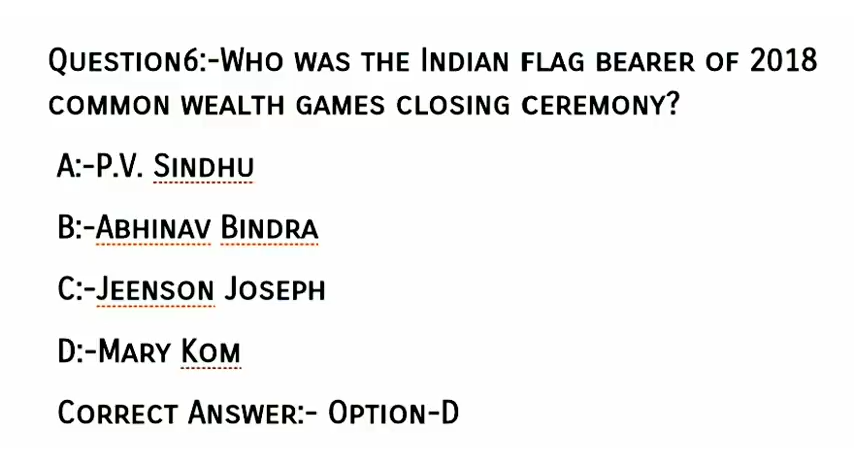 Question6:-Who was the Indian flag bearer of 2018
common wealth games closing ceremony?
A:-P.V. Sindhu
B:-Abhinav Bindra
C:-Jeenson Joseph
D:-Mary Kom
Correct Answer:- Option-D